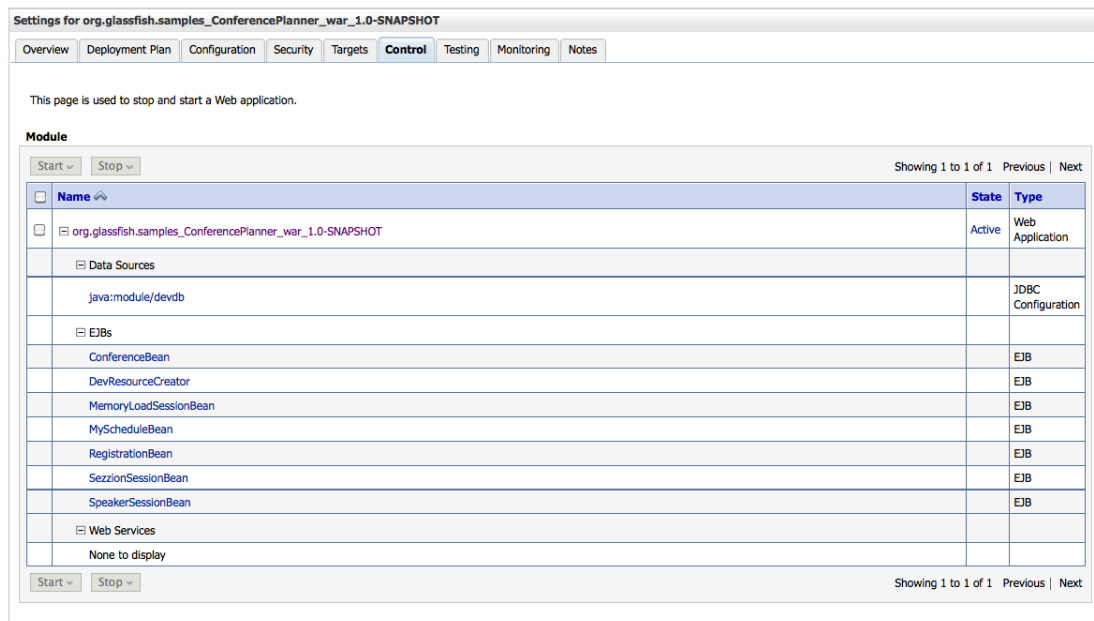 Settings for org.glassfish.samples_ConferencePlanner_war_1.0-SNAPSHOT
Overview Deployment Plan Configuration Security Targets Control Testing Monitoring Notes
This page is used to stop and start a Web application.
Module
Start Stop Showing 1 to 1 of 1 Previous | Next
Name State Type
org.glassfish.samples_ConferencePlanner_war_1.0-SNAPSHOT Active Web
Application
Data Sources
java:module/devdb JDBC
Configuration
EJBs
ConferenceBean EJB
DevResourceCreator EJB
MemoryLoadSessionBean EJB
MyScheduleBean EJB
RegistrationBean EJB
SezzionSessionBean EJB
SpeakerSessionBean EJB
Web Services
None to display
Start Stop Showing 1 to 1 of 1 Previous | Next